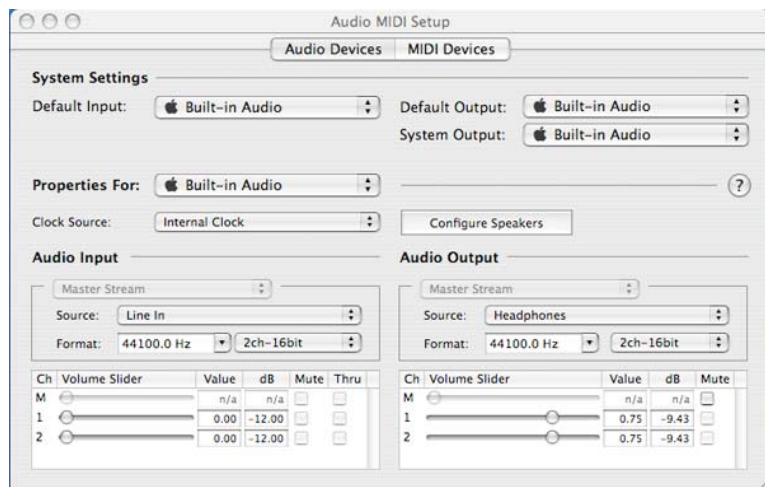 Audio MIDI Setup
Audio Devices MIDI Devices
System Settings
Default Input: Built-in Audio Default Output: Built-in Audio
System Output: Built-in Audio
Properties For: Built-in Audio ?
Clock Source: Internal Clock Configure Speakers
Audio Input Audio Output
Master Stream Master Stream
Source: Line In Source: Headphones
Format: 44100.0 Hz 2ch-16bit Format: 44100.0 Hz 2ch-16bit
Ch Volume Slider Value dB Mute Thru Ch Volume Slider Value dB Mute
M n/a n/a M n/a n/a
1 0.00 -12.00 1 0.75 -9.43
2 0.00 -12.00 2 0.75 -9.43